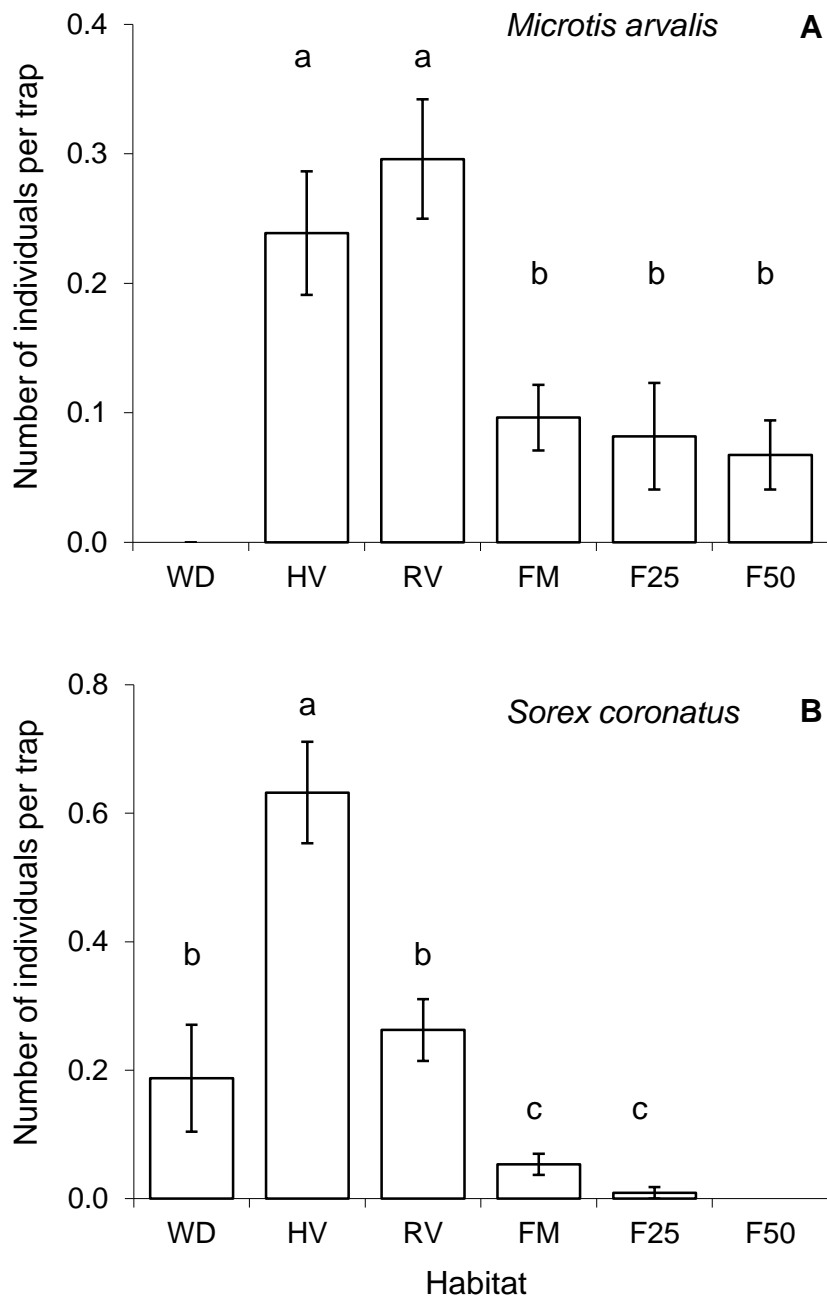 Microtis arvalis A
Number of individuals per trap
0.4
0.3
0.2
0.1
0.0
a a
b b b
WD HV RV FM F25 F50
Sorex coronatus B
Number of individuals per trap
0.8
0.6
0.4
0.2
0.0
a
b b
c c
WD HV RV FM F25 F50
Habitat